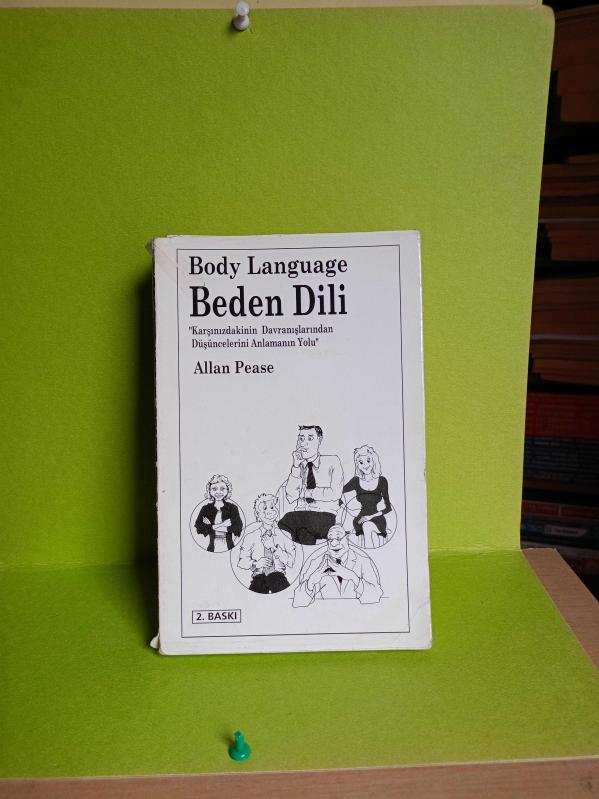 Body Language
Beden Dili
"Karşınızdakinin Davranışlarından
Düşüncelerini Anlamanın Yolu"
Allan Pease
2. BASKI